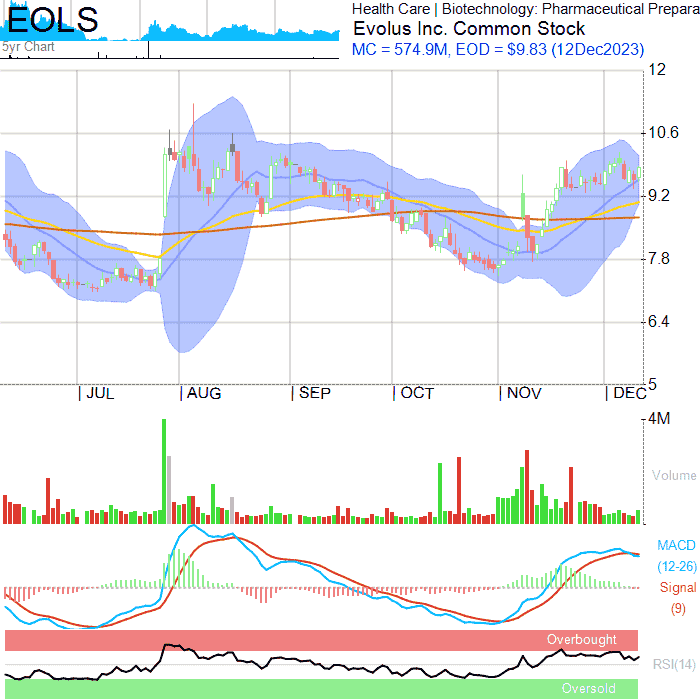 EOLS
5yr Chart
Health Care | Biotechnology: Pharmaceutical Prepara
Evolus Inc. Common Stock
MC = 574.9M, EOD = $9.83 (12Dec2023)
12
10.6
9.2
7.8
6.4
5
| JUL | AUG | SEP | OCT | NOV | DEC
4M
Volume
MACD
(12-26)
Signal
(9)
Overbought
RSI(14)
Oversold